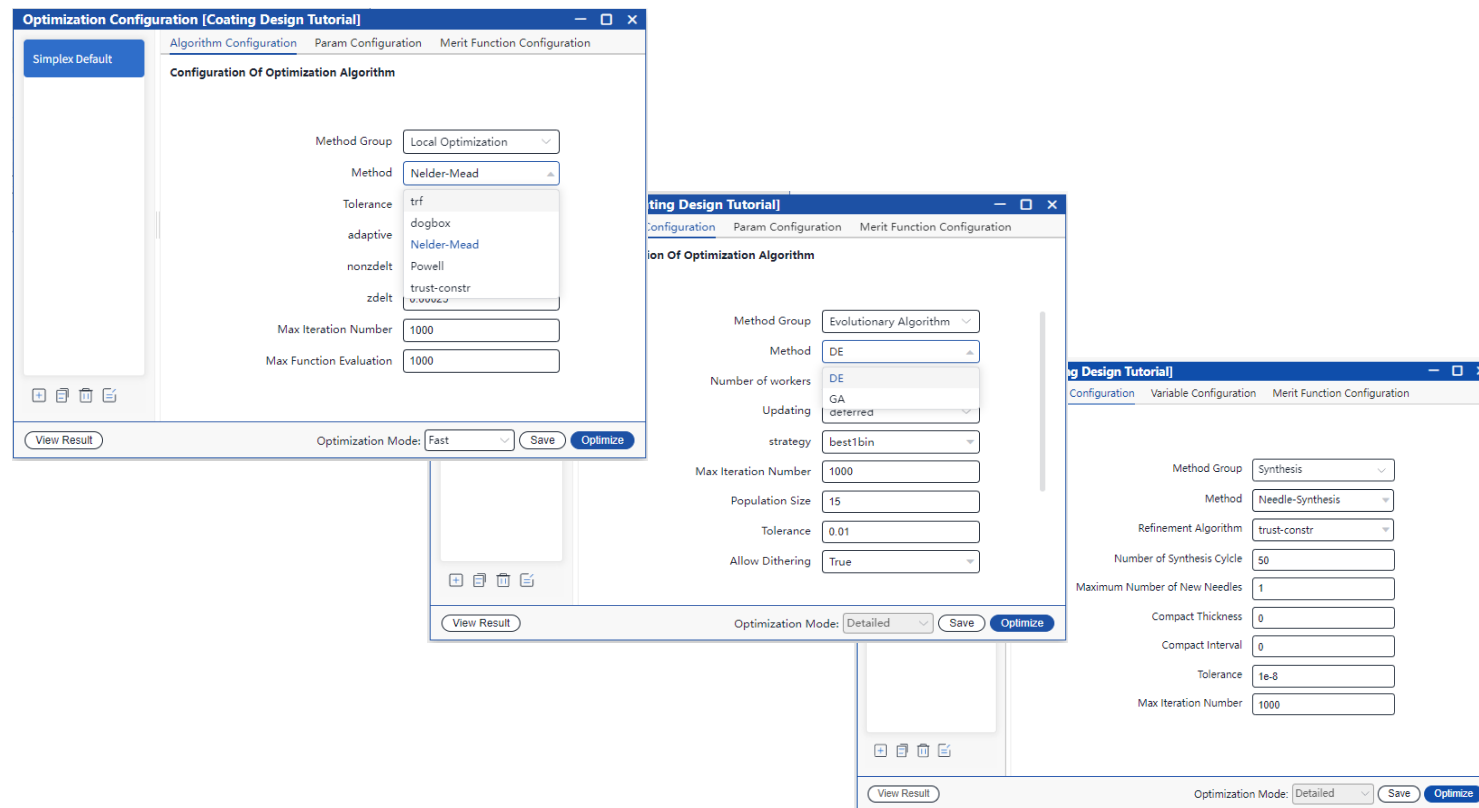 Optimization Configuration [Coating Design Tutorial]
Simplex Default
Algorithm Configuration Param Configuration Merit Function Configuration
Configuration Of Optimization Algorithm
Method Group Local Optimization
Method Nelder-Mead
Tolerance trf
dogbox
adaptive
Nelder-Mead
nonzdelt Powell
trust-constr
zdelt 0.00025
Max Iteration Number 1000
Max Function Evaluation 1000
View Result Optimization Mode: Fast Save Optimize
ting Design Tutorial]
Configuration Param Configuration Merit Function Configuration
ion Of Optimization Algorithm
Method Group Evolutionary Algorithm
Method DE
Number of workers DE
GA
Updating deferred
strategy best1bin
Max Iteration Number 1000
Population Size 15
Tolerance 0.01
Allow Dithering True
View Result Optimization Mode: Detailed Save Optimize
g Design Tutorial]
Configuration Variable Configuration Merit Function Configuration
Method Group Synthesis
Method Needle-Synthesis
Refinement Algorithm trust-constr
Number of Synthesis Cylcle 50
Maximum Number of New Needles 1
Compact Thickness 0
Compact Interval 0
Tolerance 1e-8
Max Iteration Number 1000
View Result Optimization Mode: Detailed Save Optimize